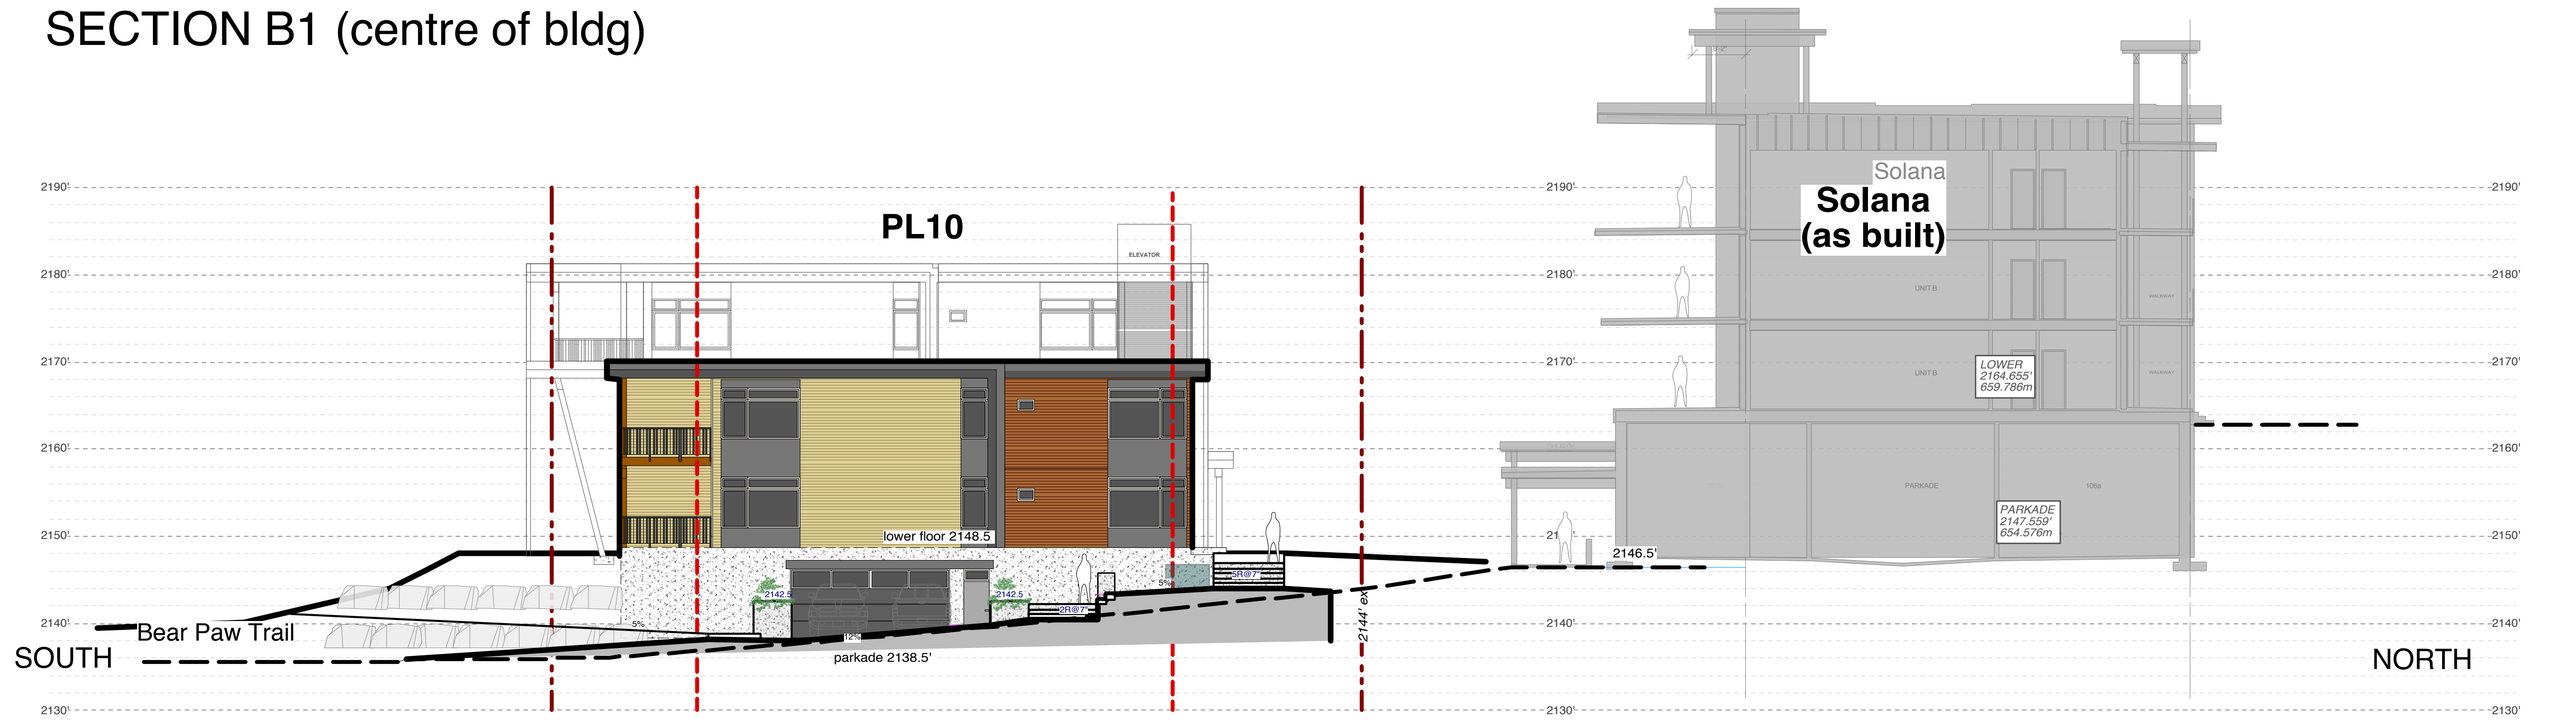 SECTION B1 (centre of bldg)
2190'
2190'
2190'
Solana
Solana
(as built)
PL10
ELEVATOR
2180'
2180'
2180'
UNIT B
WALKWAY
2170'
2170'
2170'
LOWER
2164.655'
659.786m
UNIT B
WALKWAY
2160'
2160'
2160'
PARKADE
106a
PARKADE
2147.559'
654.576m
2150'
2150'
lower floor 2148.5
2146.5'
5R@7"
5%
2142.5
2142.5
2R@7"
2144' ex
2140'
2140'
2140'
5%
12%
Bear Paw Trail
SOUTH
parkade 2138.5'
NORTH
2130'
2130'
2130'